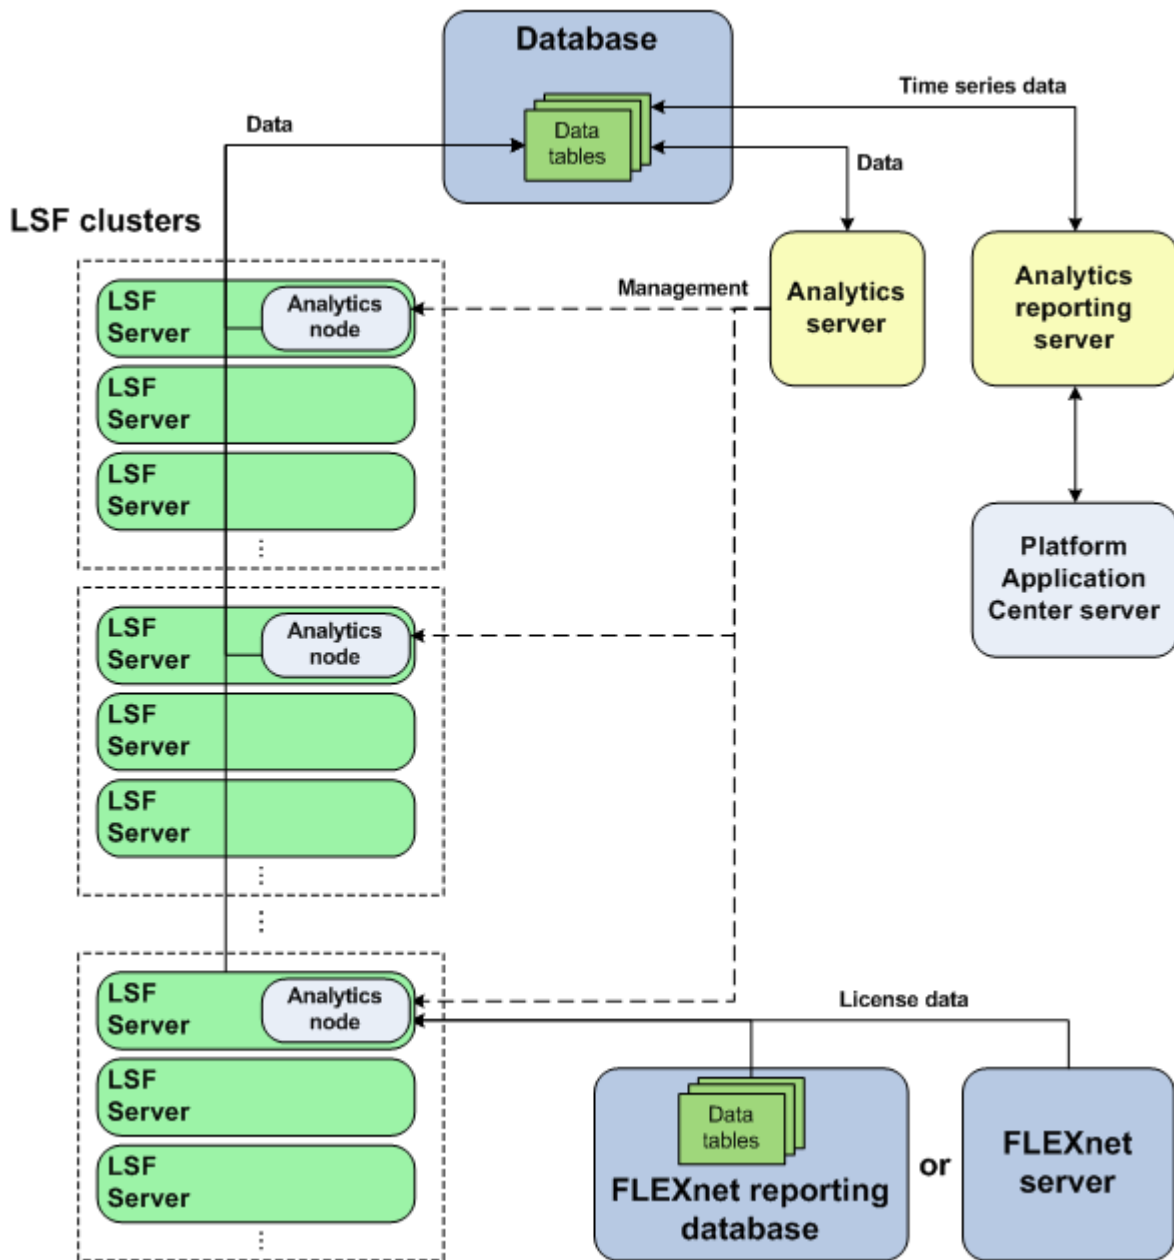 Database
Time series data
Data
tables
Data
Data
LSF clusters
LSF
Server
Analytics
node
Management
Analytics
server
Analytics
reporting
server
LSF
Server
LSF
Server
Platform
Application
Center server
LSF
Server
Analytics
node
LSF
Server
LSF
Server
LSF
Server
Analytics
node
License data
LSF
Server
LSF
Server
Data
tables
FLEXnet reporting
database
or
FLEXnet
server